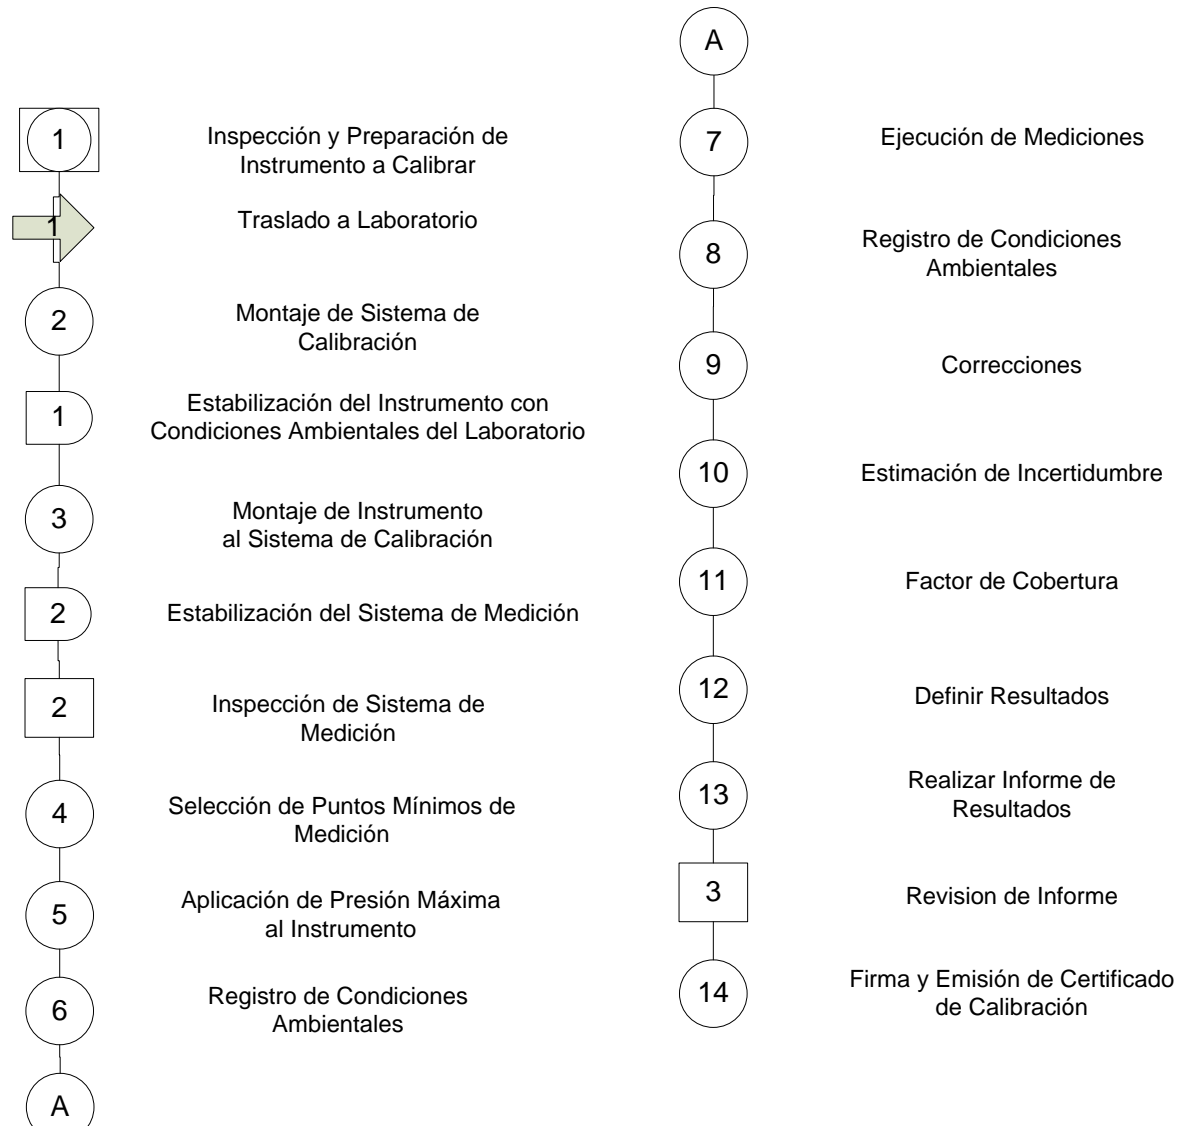 1
Inspección y Preparación de
Instrumento a Calibrar
1
Traslado a Laboratorio
2
Montaje de Sistema de
Calibración
1
Estabilización del Instrumento con
Condiciones Ambientales del Laboratorio
3
Montaje de Instrumento
al Sistema de Calibración
2
Estabilización del Sistema de Medición
2
Inspección de Sistema de
Medición
4
Selección de Puntos Mínimos de
Medición
5
Aplicación de Presión Máxima
al Instrumento
6
Registro de Condiciones
Ambientales
A
A
7
Ejecución de Mediciones
8
Registro de Condiciones
Ambientales
9
Correcciones
10
Estimación de Incertidumbre
11
Factor de Cobertura
12
Definir Resultados
13
Realizar Informe de
Resultados
3
Revision de Informe
14
Firma y Emisión de Certificado
de Calibración